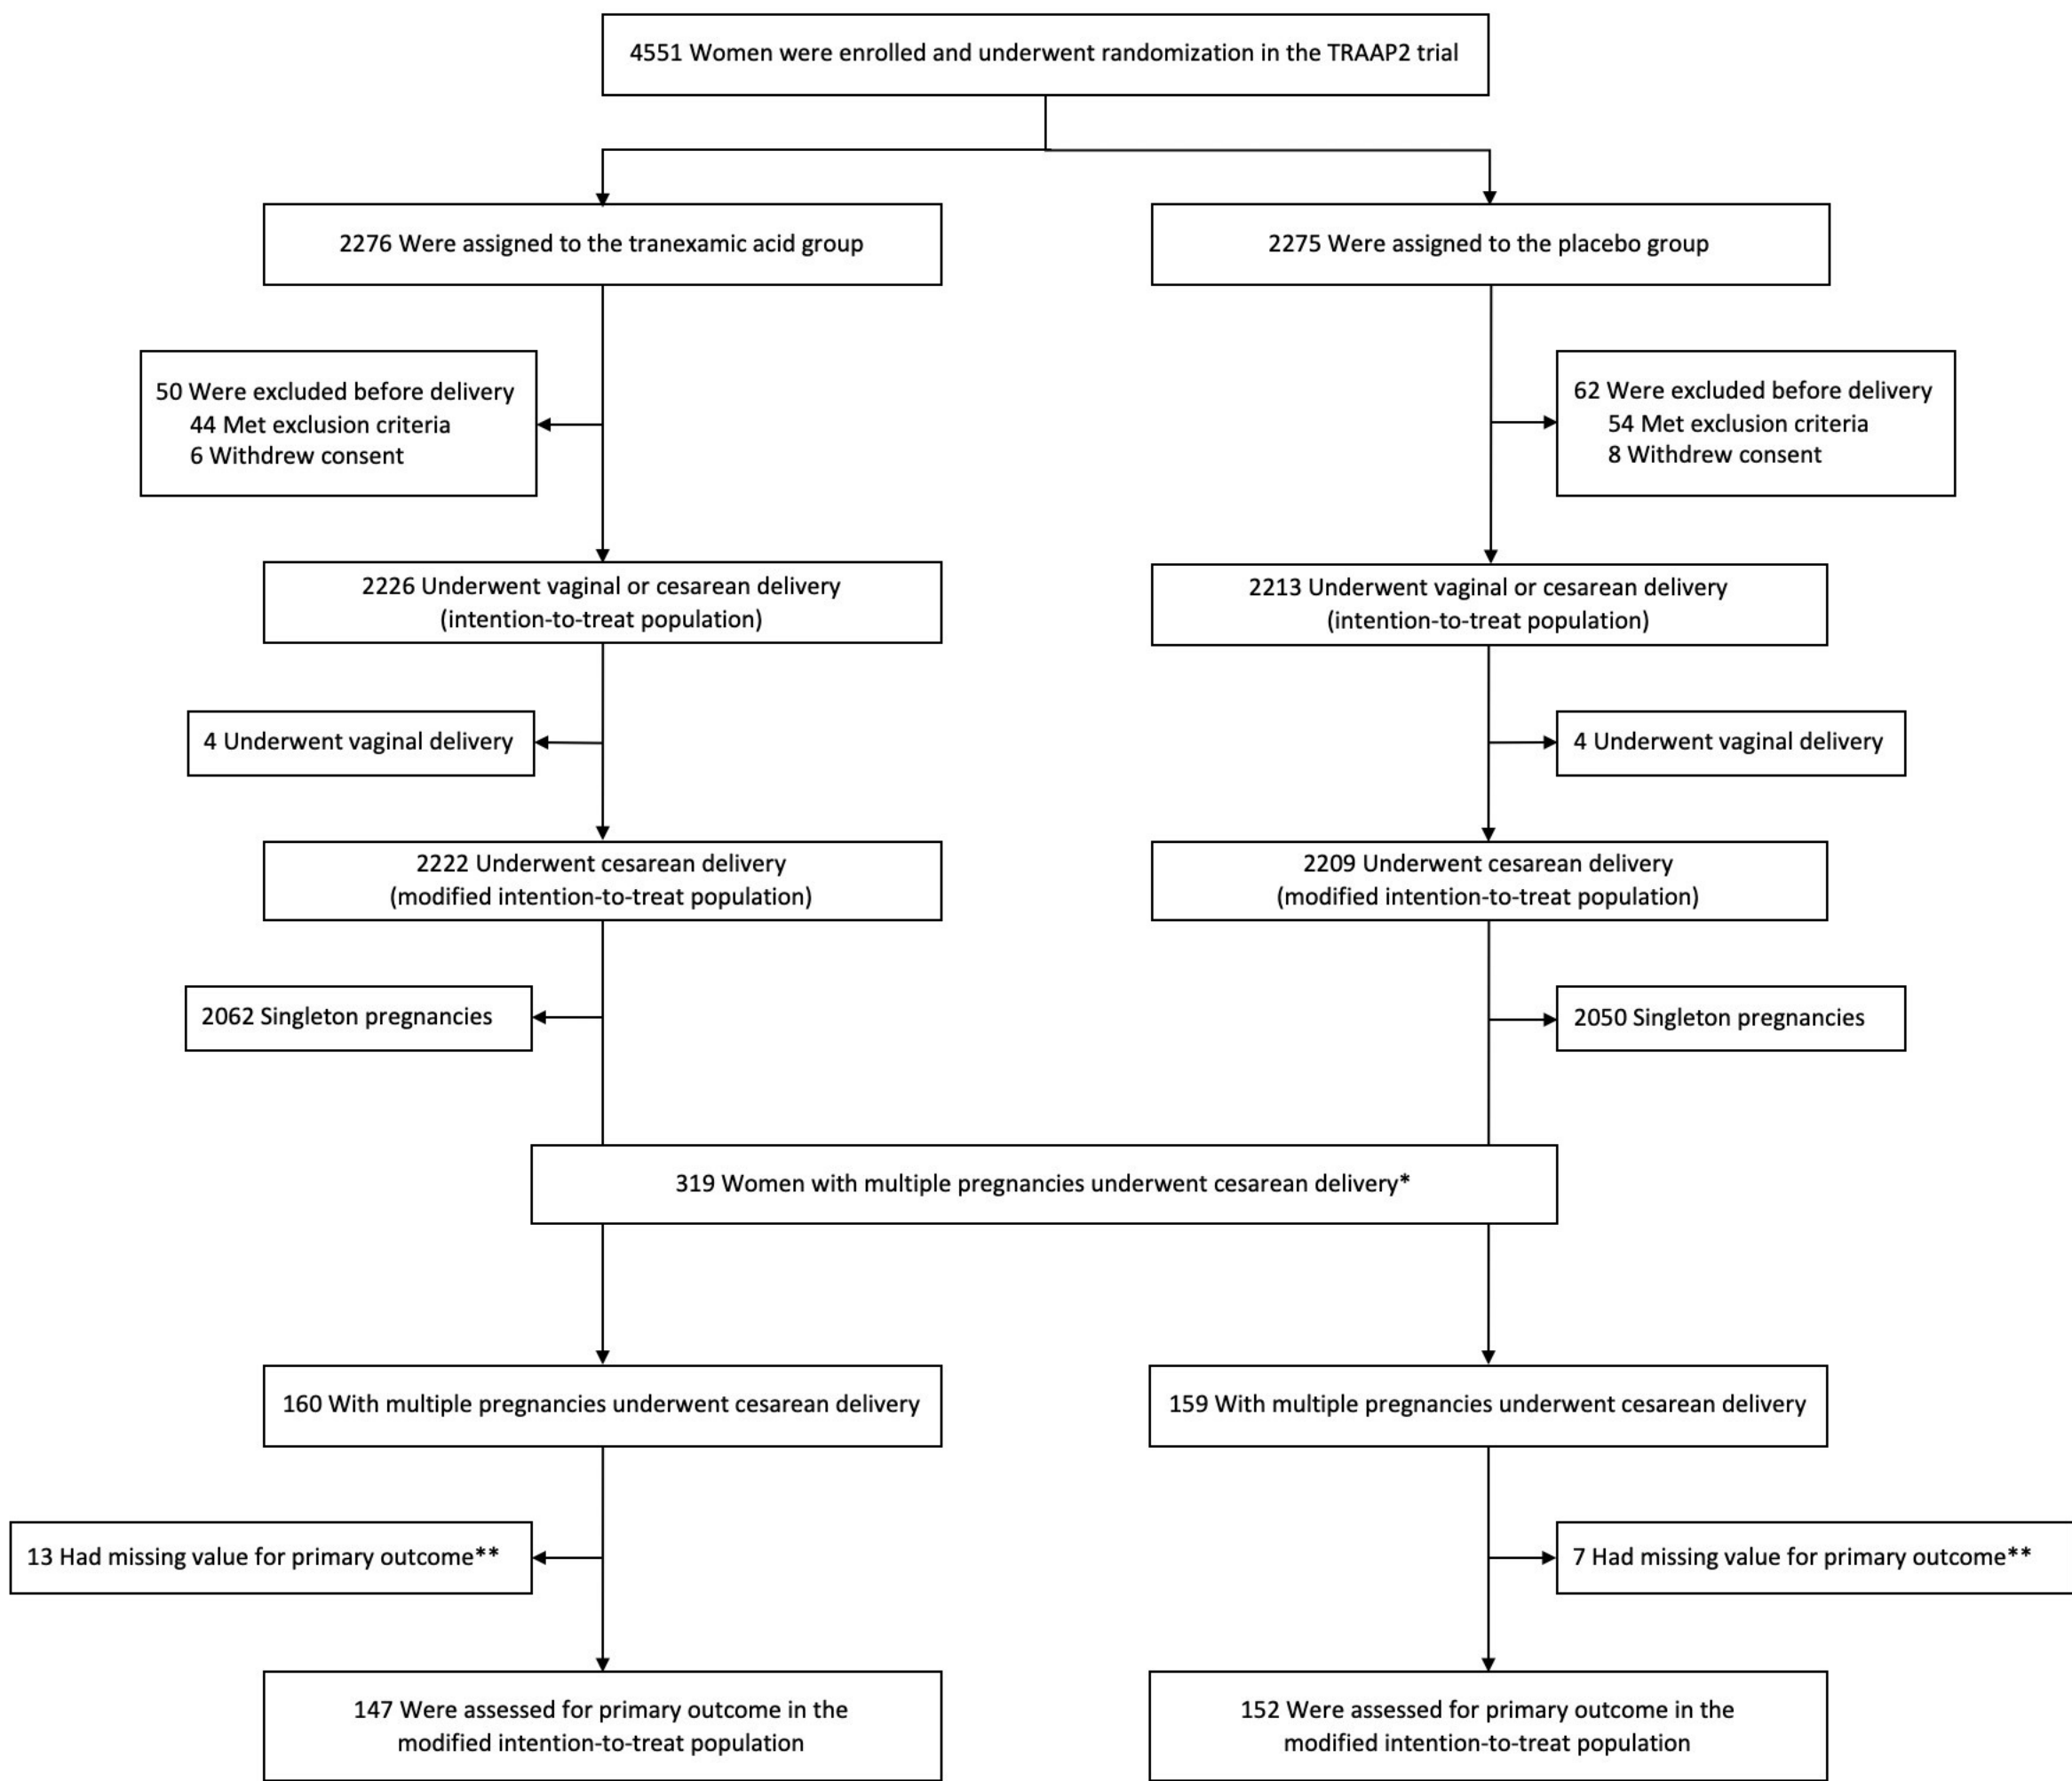 4551 Women were enrolled and underwent randomization in the TRAAP2 trial
2276 Were assigned to the tranexamic acid group
2275 Were assigned to the placebo group
50 Were excluded before delivery
44 Met exclusion criteria
6 Withdrew consent
62 Were excluded before delivery
54 Met exclusion criteria
8 Withdrew consent
2226 Underwent vaginal or cesarean delivery
(intention-to-treat population)
2213 Underwent vaginal or cesarean delivery
(intention-to-treat population)
4 Underwent vaginal delivery
4 Underwent vaginal delivery
2222 Underwent cesarean delivery
(modified intention-to-treat population)
2209 Underwent cesarean delivery
(modified intention-to-treat population)
2062 Singleton pregnancies
2050 Singleton pregnancies
319 Women with multiple pregnancies underwent cesarean delivery*
160 With multiple pregnancies underwent cesarean delivery
159 With multiple pregnancies underwent cesarean delivery
13 Had missing value for primary outcome**
7 Had missing value for primary outcome**
147 Were assessed for primary outcome in the
modified intention-to-treat population
152 Were assessed for primary outcome in the
modified intention-to-treat population